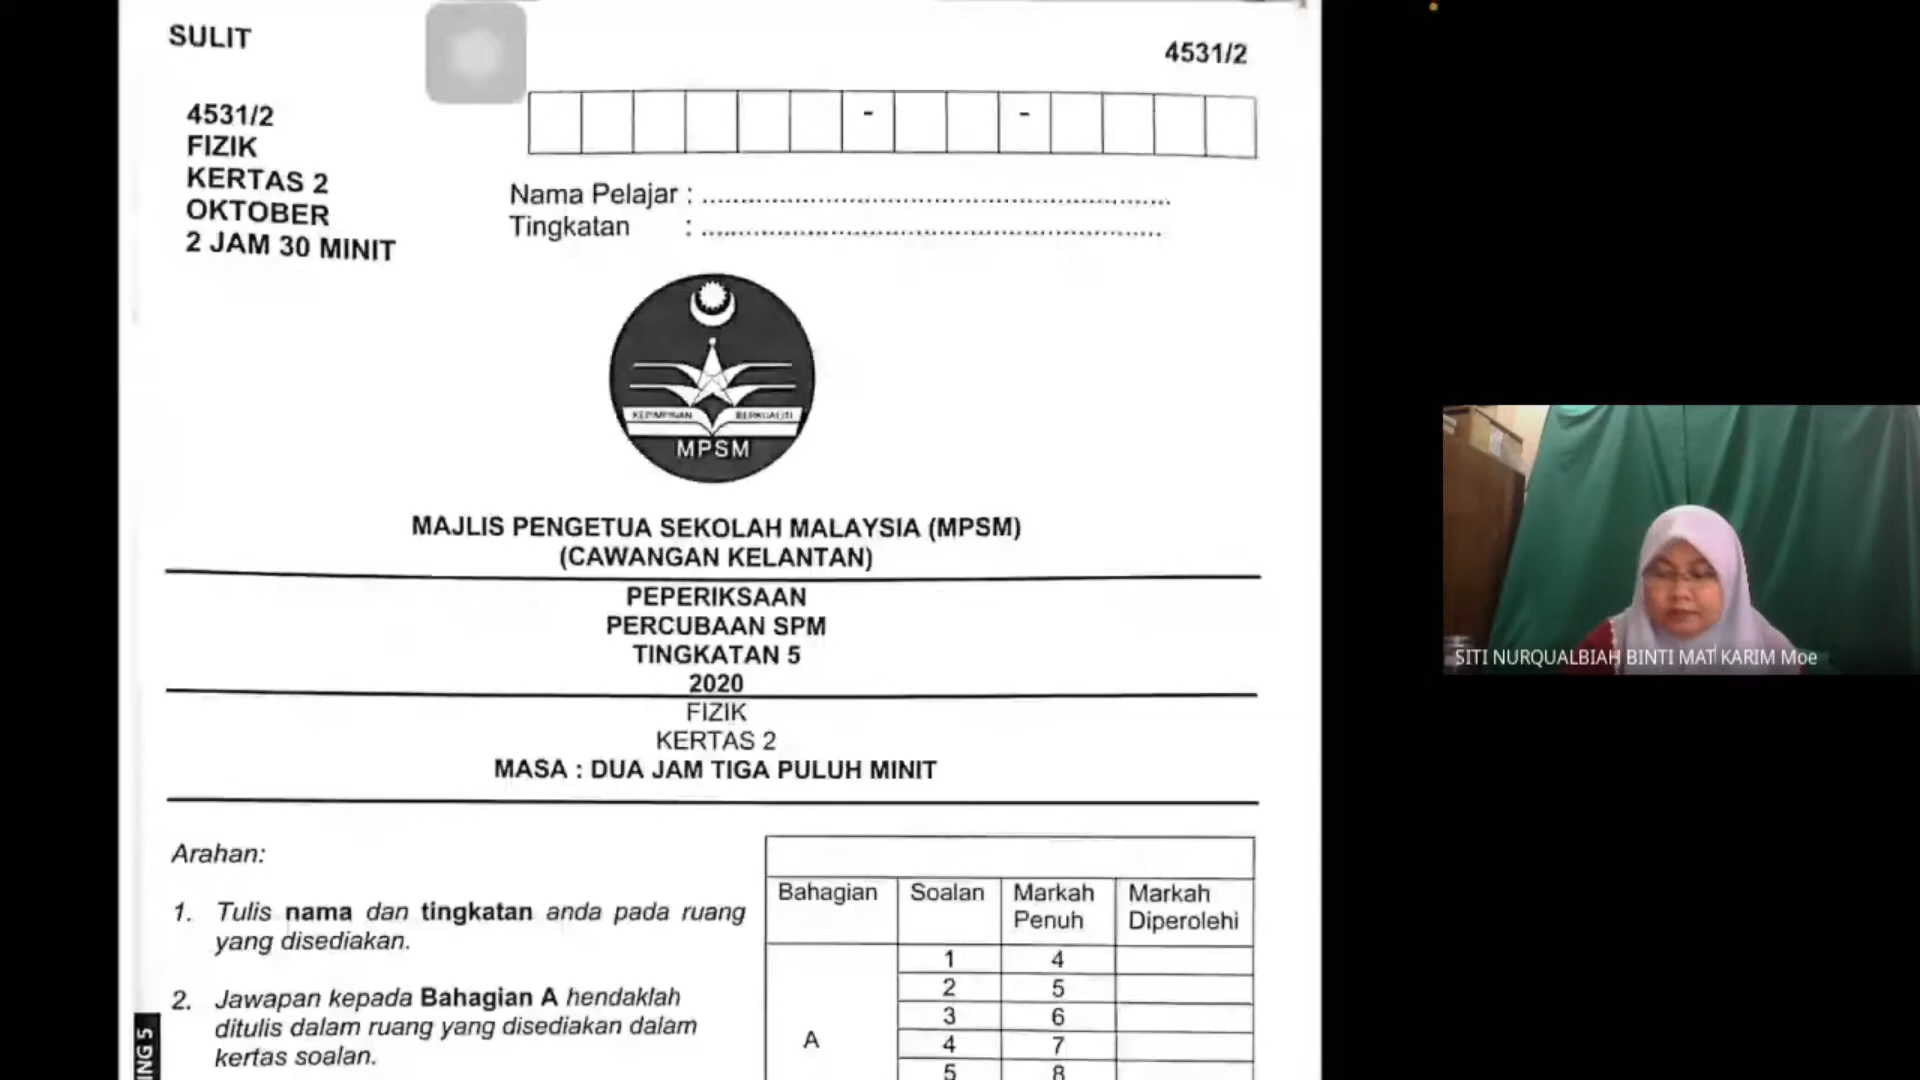 SULIT
4531/2
4531/2
FIZIK
KERTAS 2
OKTOBER
2 JAM 30 MINIT
- -
Nama Pelajar : ..............................................................
Tingkatan : ..............................................................
KEPIMPINAN BERKUALITI
MPSM
MAJLIS PENGETUA SEKOLAH MALAYSIA (MPSM)
(CAWANGAN KELANTAN)
PEPERIKSAAN
PERCUBAAN SPM
TINGKATAN 5
2020
FIZIK
KERTAS 2
MASA : DUA JAM TIGA PULUH MINIT
Arahan:
1. Tulis nama dan tingkatan anda pada ruang
yang disediakan.
2. Jawapan kepada Bahagian A hendaklah
ditulis dalam ruang yang disediakan dalam
kertas soalan.
Bahagian Soalan Markah Penuh Markah Diperolehi
A
1 4
2 5
3 6
4 7
5 8
ING 5
SITI NURQUALBIAH BINTI MAT KARIM Moe